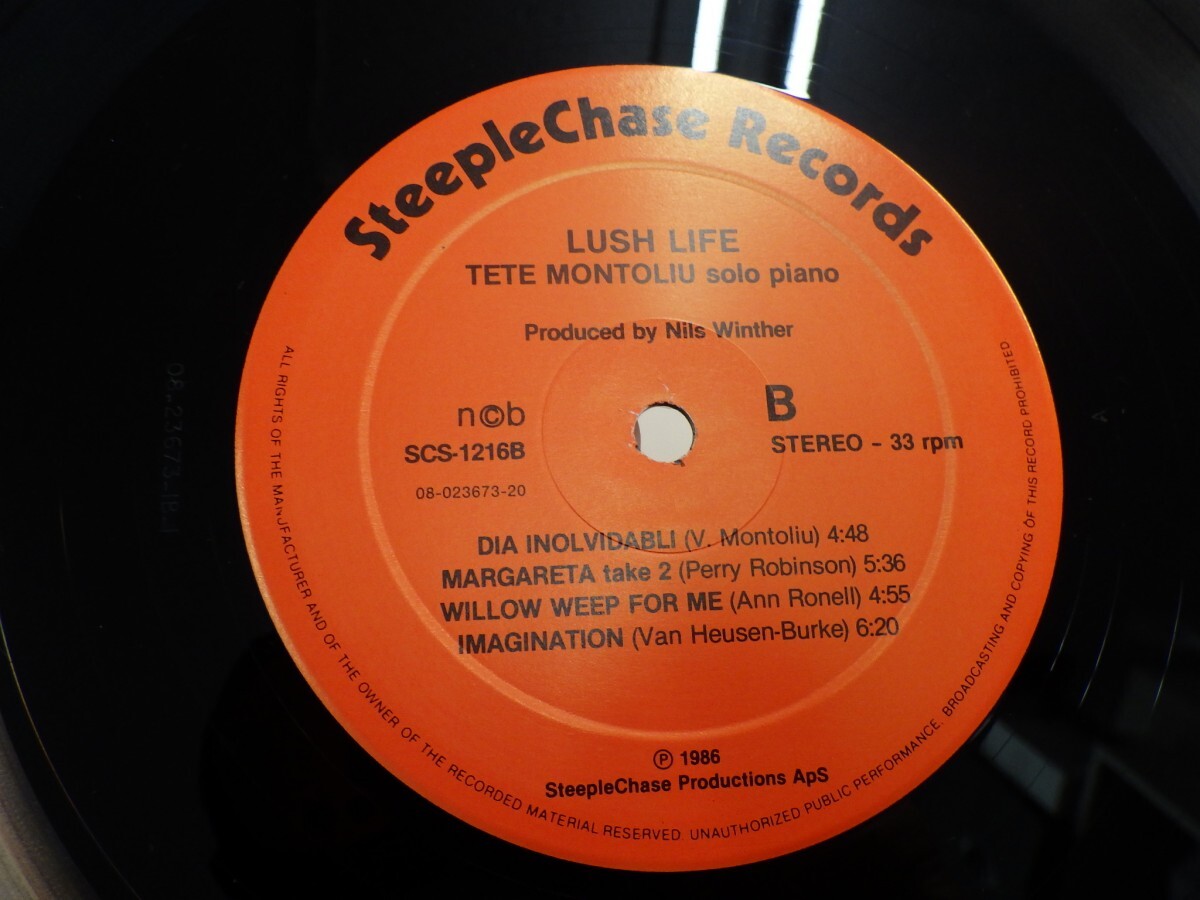 SteepleChase Records
LUSH LIFE
TETE MONTOLIU solo piano
Produced by Nils Winther
n©b
B
SCS-1216B
STEREO - 33 rpm
08-023673-20
DIA INOLVIDABLI (V. Montoliu) 4:48
MARGARETA take 2 (Perry Robinson) 5:36
WILLOW WEEP FOR ME (Ann Ronell) 4:55
IMAGINATION (Van Heusen-Burke) 6:20
℗ 1986
SteepleChase Productions ApS
ALL RIGHTS OF THE MANUFACTURER AND OF THE OWNER OF THE RECORDED MATERIAL RESERVED. UNAUTHORIZED PUBLIC PERFORMANCE. BROADCASTING AND COPYING OF THIS RECORD PROHIBITED